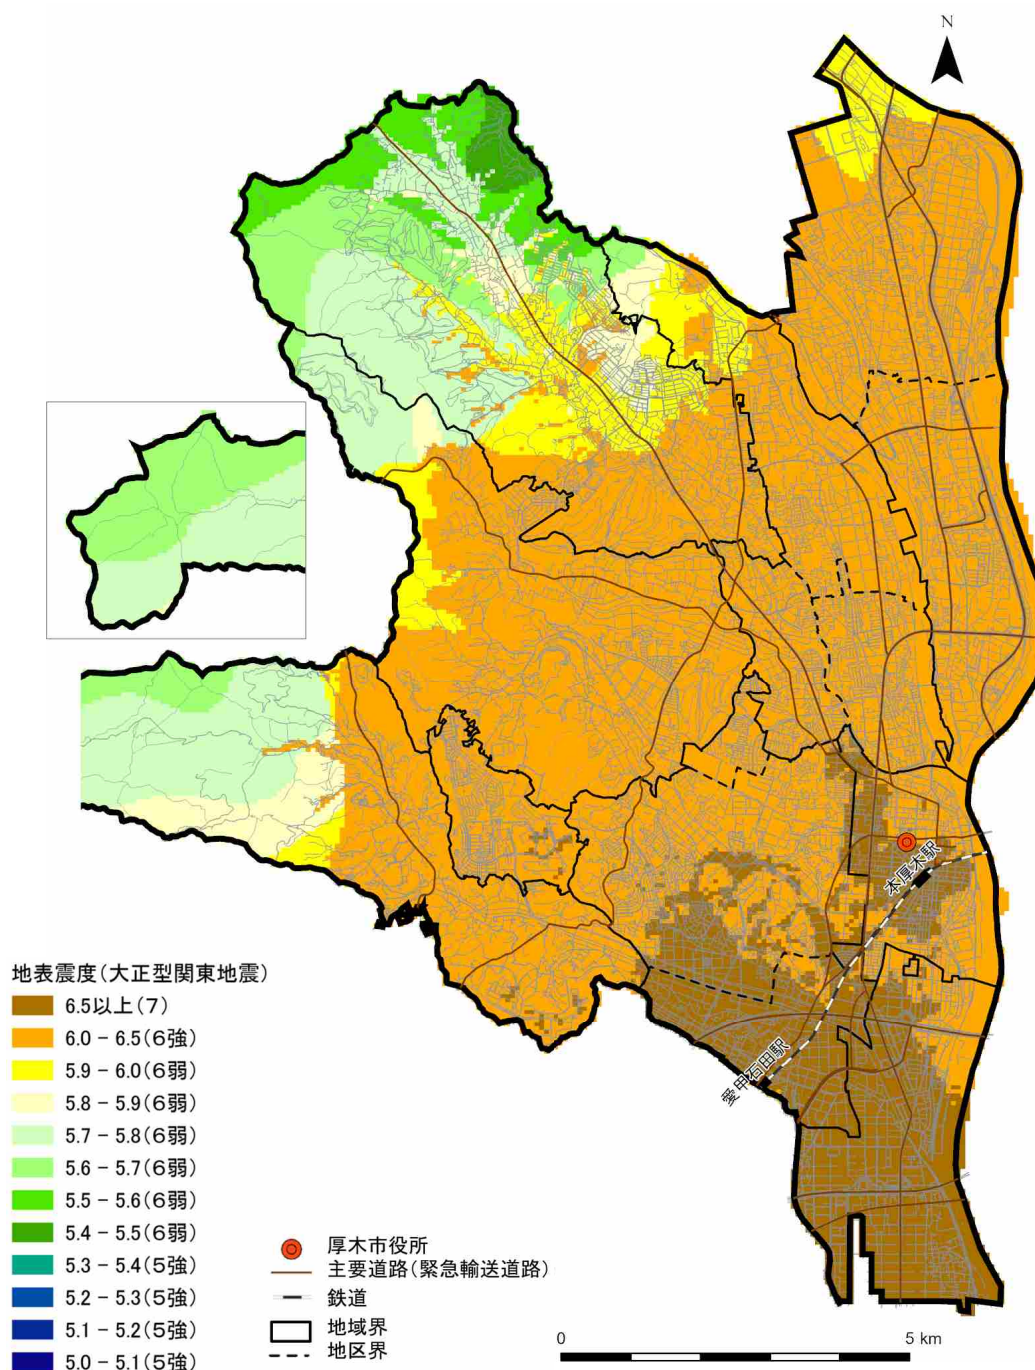 N
本厚木駅
愛甲石田駅
地表震度(大正型関東地震)
6.5以上(7)
6.0 - 6.5(6強)
5.9 - 6.0(6弱)
5.8 - 5.9(6弱)
5.7 - 5.8(6弱)
5.6 - 5.7(6弱)
5.5 - 5.6(6弱)
5.4 - 5.5(6弱)
5.3 - 5.4(5強)
5.2 - 5.3(5強)
5.1 - 5.2(5強)
5.0 - 5.1(5強)
厚木市役所
主要道路(緊急輸送道路)
鉄道
地域界
地区界
0 5 km